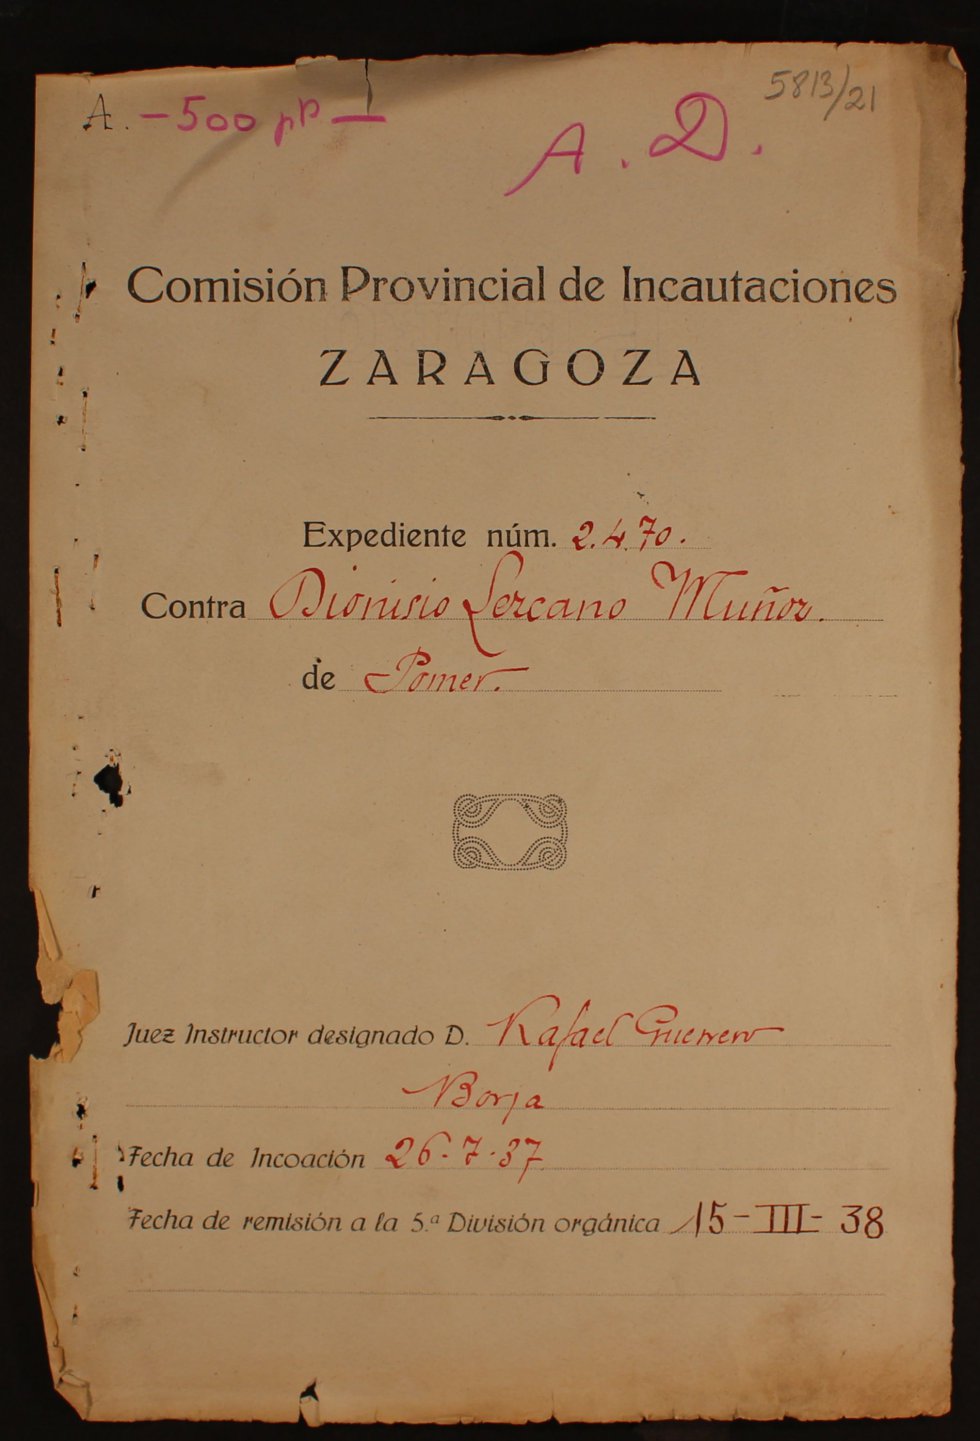 5813/21
A. - 500 pts -
A. D.
Comisión Provincial de Incautaciones
ZARAGOZA
Expediente núm. 2.470.
Contra Dionisio Lezcano Muñoz.
de Pomer.
Juez Instructor designado D. Rafael Guerrero
Borja
Fecha de Incoación 26-7-37
Fecha de remisión a la 5.ª División orgánica 15-III-38